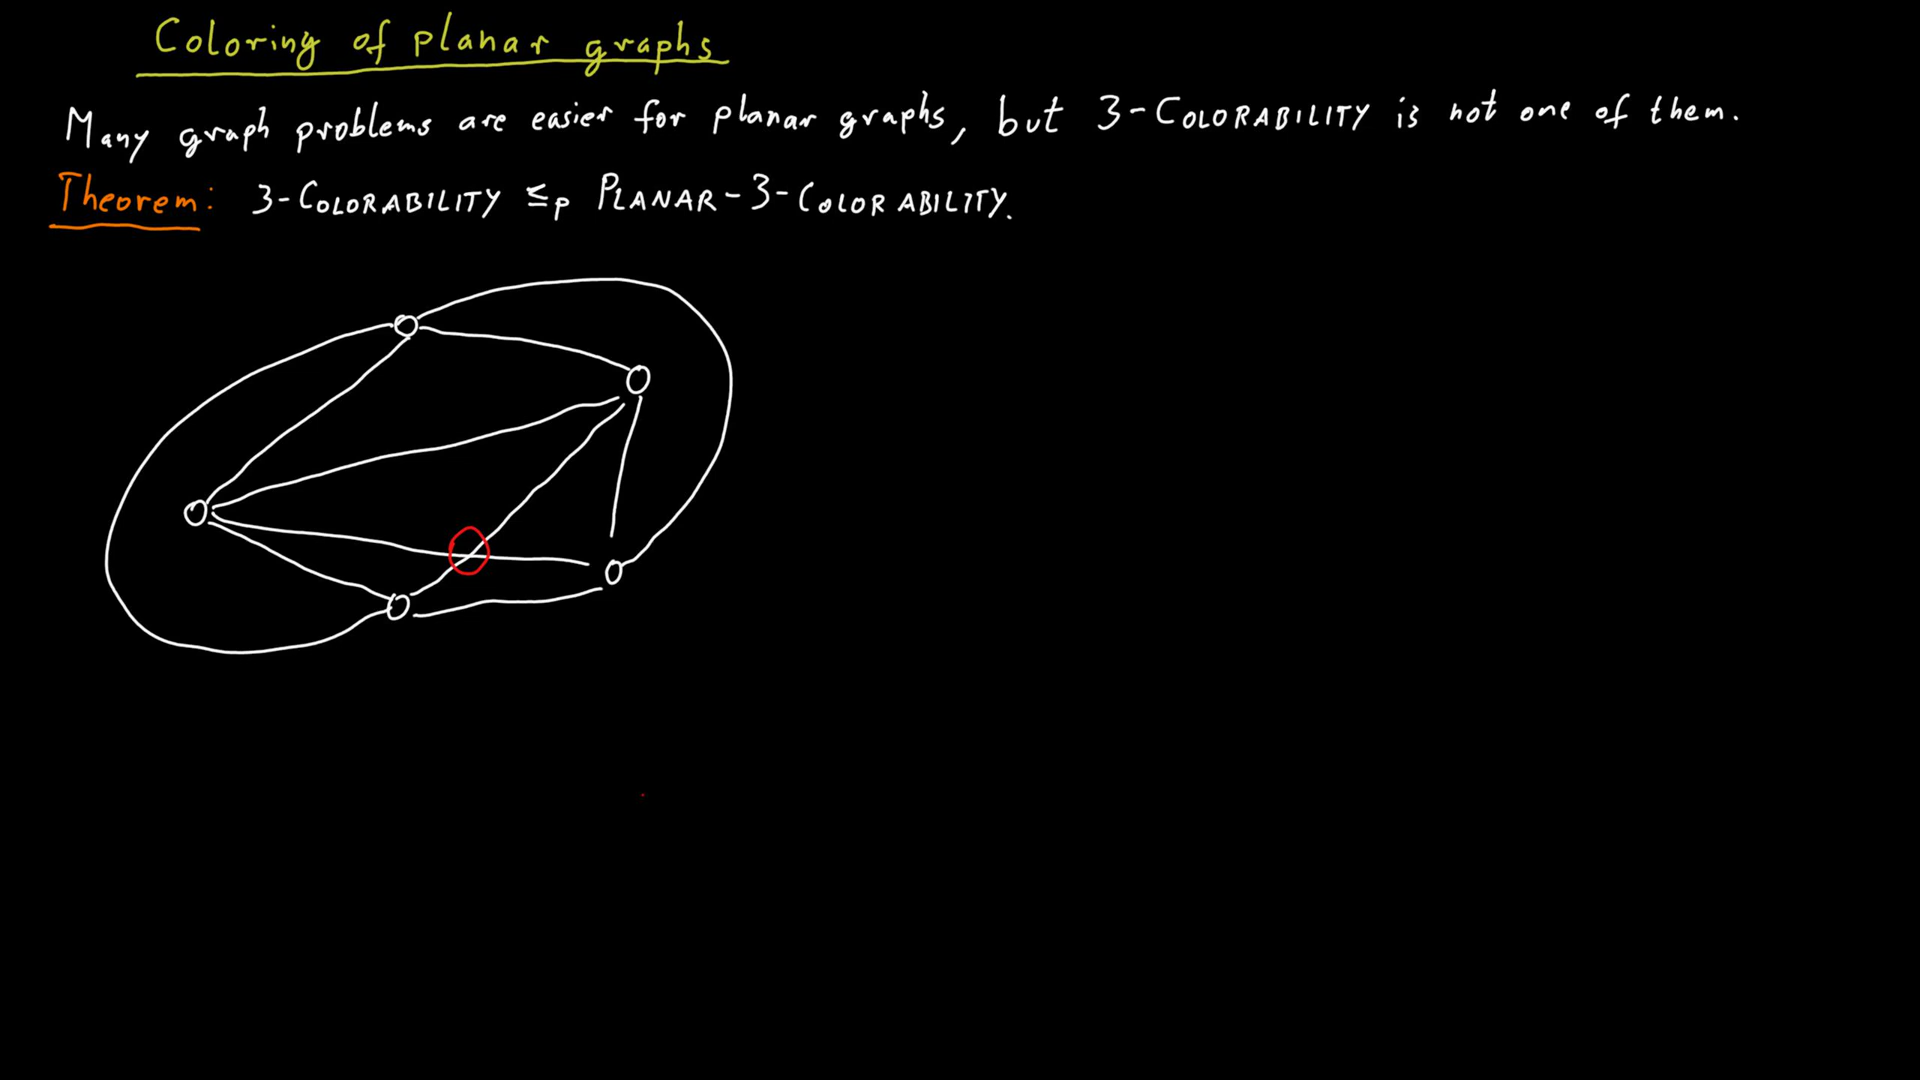 Coloring of planar graphs
Many graph problems are easier for planar graphs, but 3-COLORABILITY is not one of them.
Theorem: 3-COLORABILITY ≤p PLANAR-3-COLORABILITY.